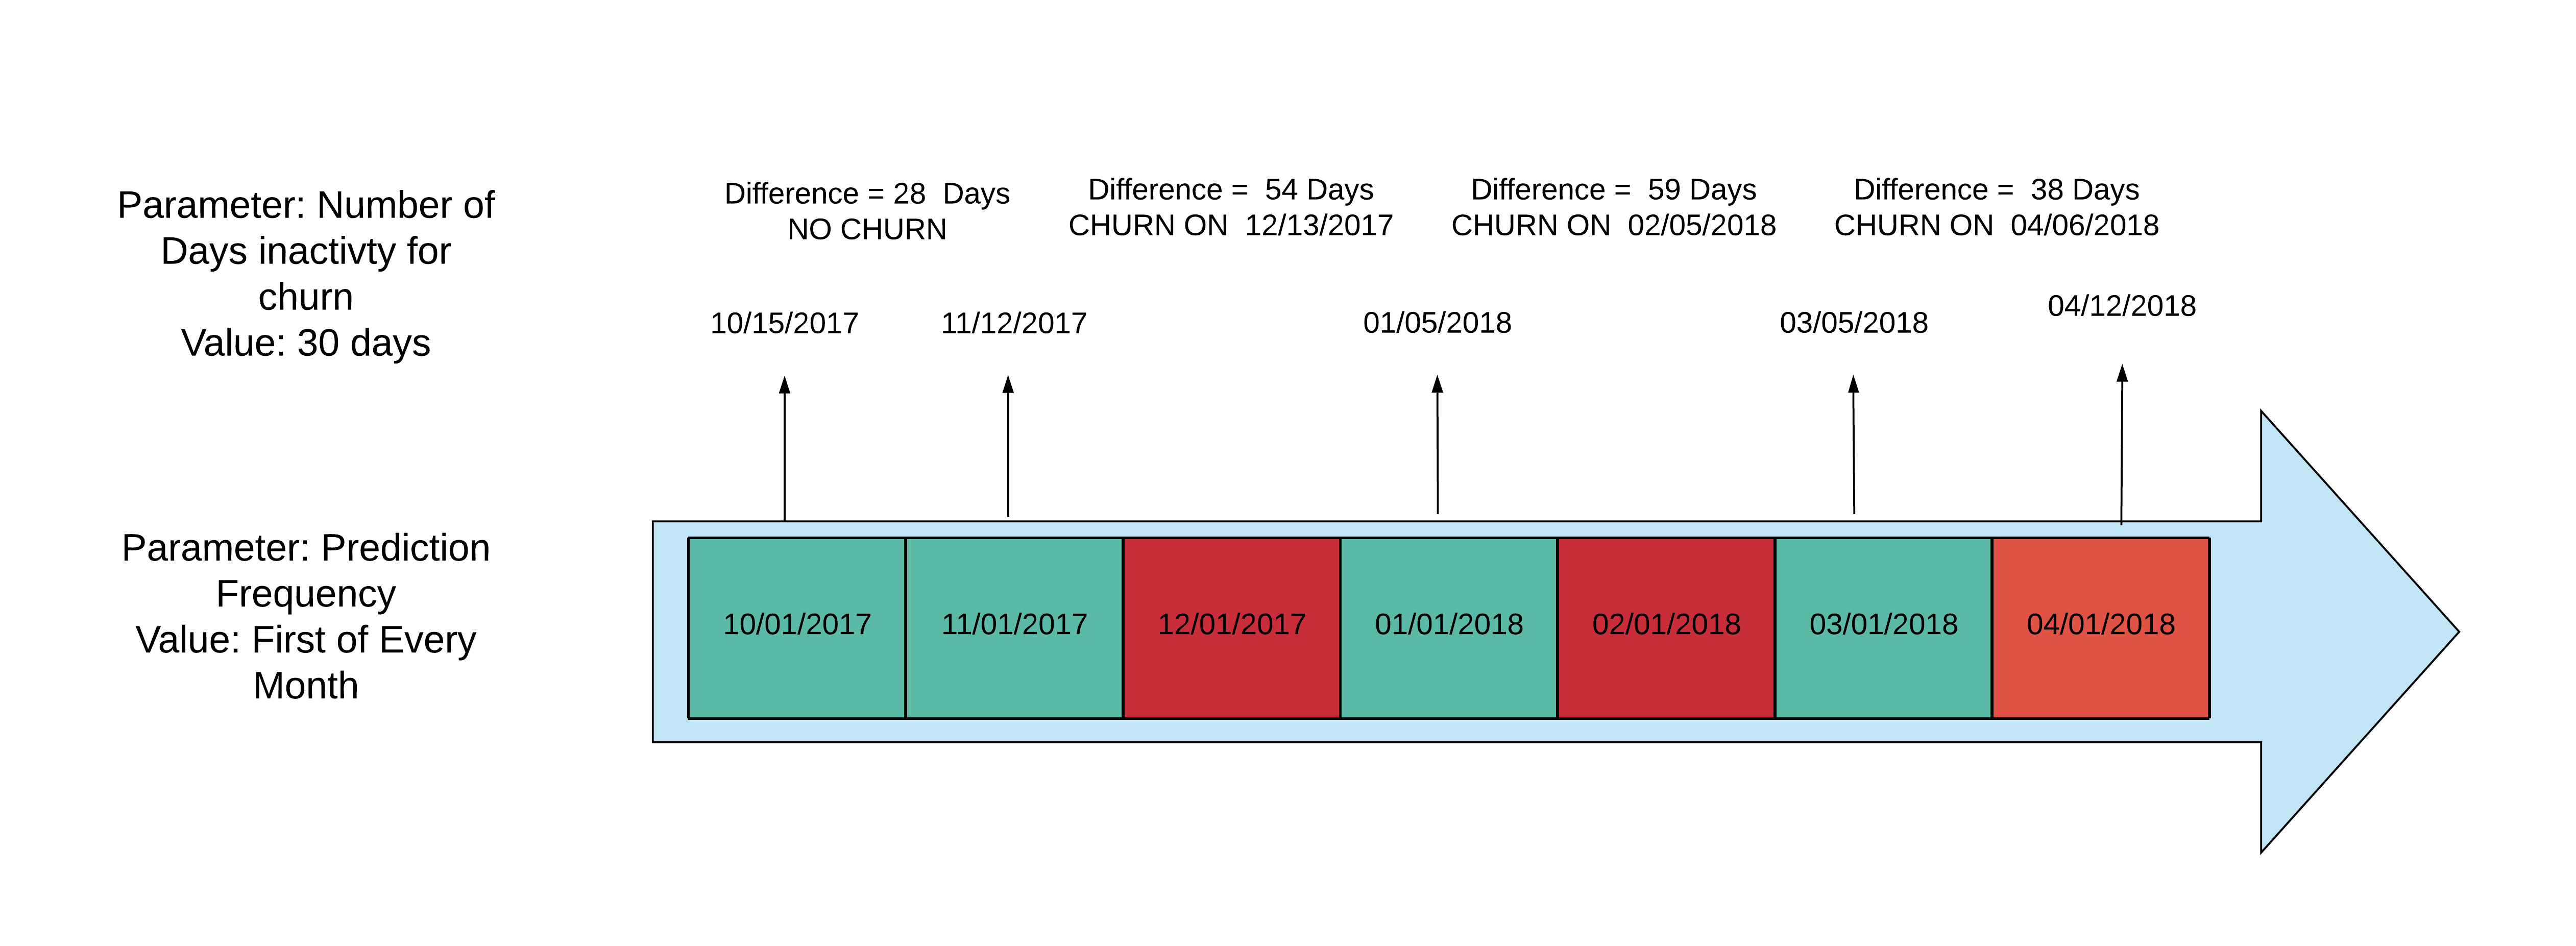 Parameter: Number of
Days inactivty for
churn
Value: 30 days
Parameter: Prediction
Frequency
Value: First of Every
Month
Difference = 28  Days
NO CHURN
Difference =  54 Days
CHURN ON  12/13/2017
Difference =  59 Days
CHURN ON  02/05/2018
Difference =  38 Days
CHURN ON  04/06/2018
10/15/2017
11/12/2017
01/05/2018
03/05/2018
04/12/2018
10/01/2017
11/01/2017
12/01/2017
01/01/2018
02/01/2018
03/01/2018
04/01/2018